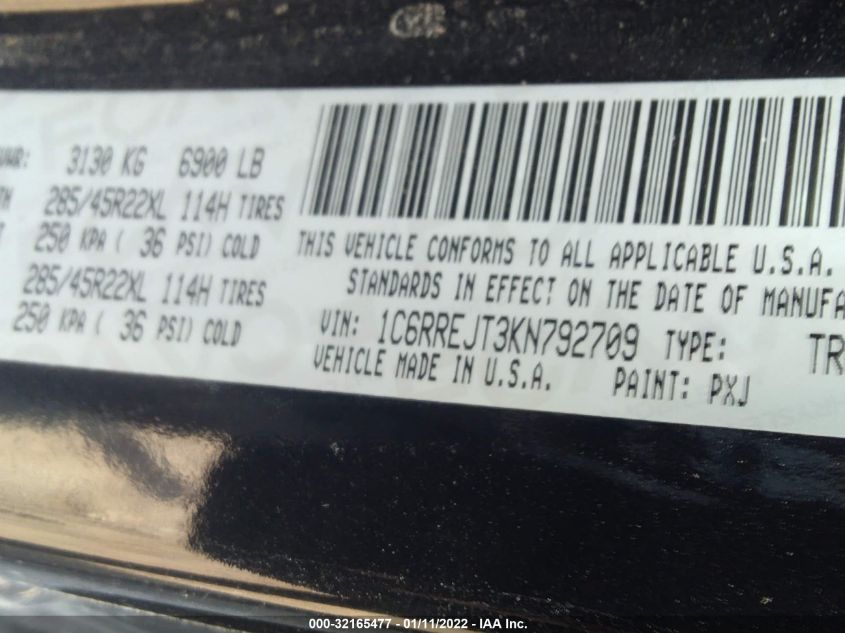 3130 KG 6900 LB
285/45R22XL 114H TIRES
250 KPA ( 36 PSI) COLD
285/45R22XL 114H TIRES
250 KPA ( 36 PSI) COLD
THIS VEHICLE CONFORMS TO ALL APPLICABLE U.S.A.
STANDARDS IN EFFECT ON THE DATE OF MANUFA
VIN: 1C6RREJT3KN792709 TYPE: TR
VEHICLE MADE IN U.S.A. PAINT: PXJ
000-32165477 - 01/11/2022 - IAA Inc.